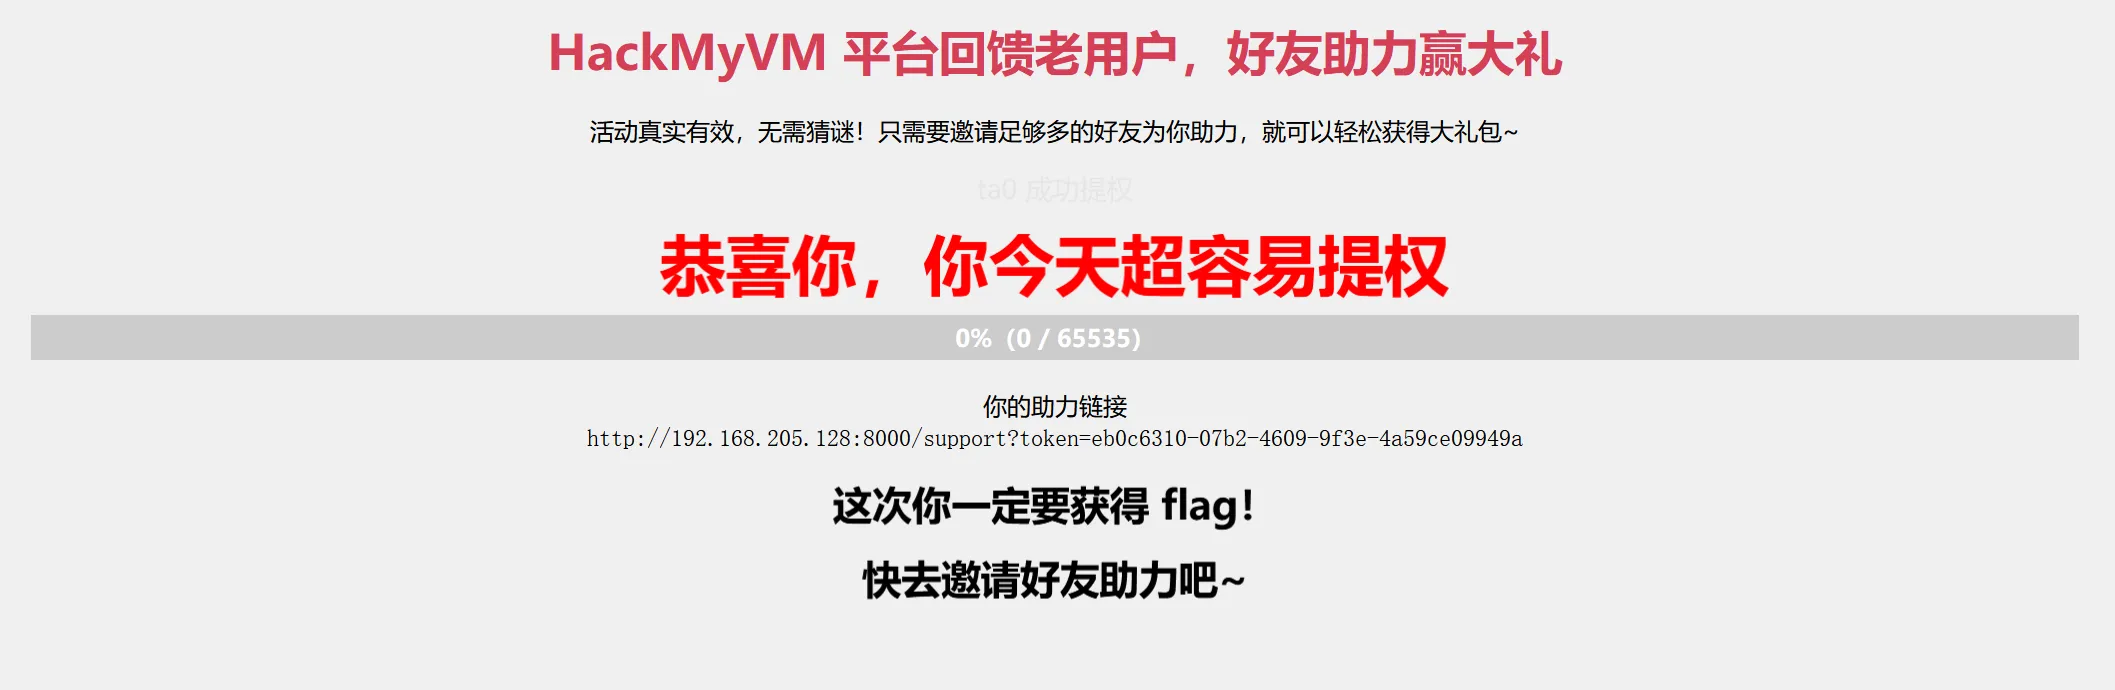 HackMyVM 平台回馈老用户，好友助力赢大礼
活动真实有效，无需猜谜！只需要邀请足够多的好友为你助力，就可以轻松获得大礼包~
ta0 成功提权
恭喜你，你今天超容易提权
0%（0 / 65535）
你的助力链接
http://192.168.205.128:8000/support?token=eb0c6310-07b2-4609-9f3e-4a59ce09949a
这次你一定要获得 flag！
快去邀请好友助力吧~